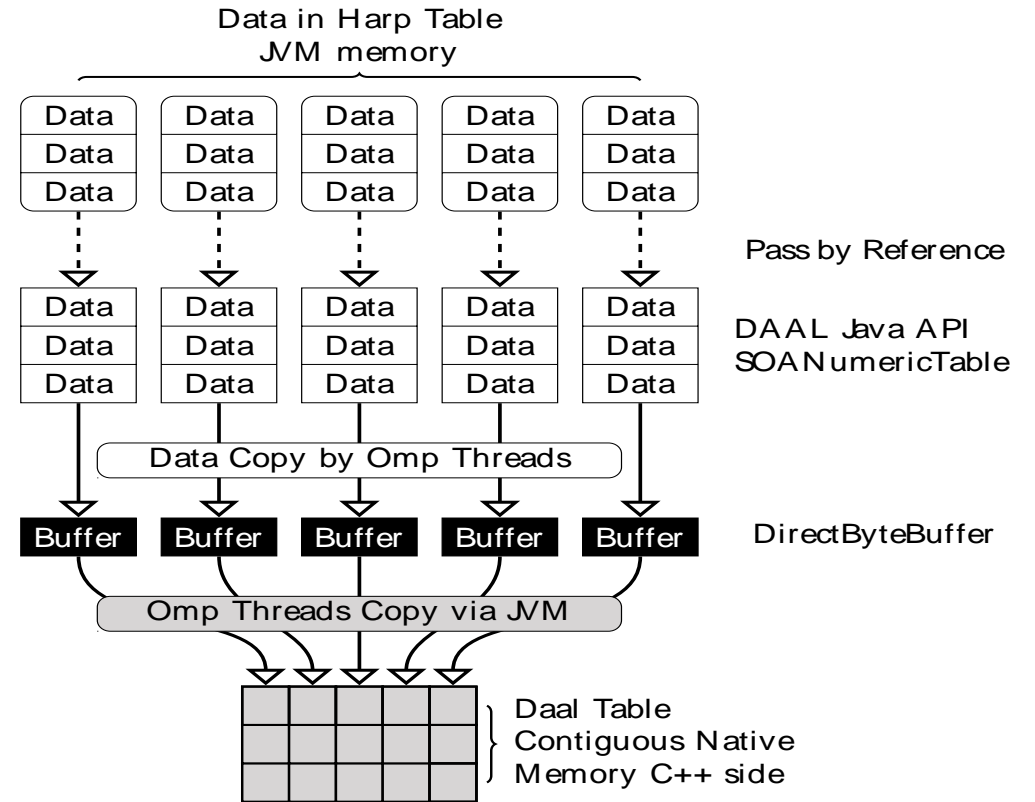 Data in Harp Table
JVM memory
Data Data Data Data Data
Data Data Data Data Data
Data Data Data Data Data
Pass by Reference
Data Data Data Data Data
Data Data Data Data Data
Data Data Data Data Data
DAAL Java API
SOANumericTable
Data Copy by Omp Threads
Buffer Buffer Buffer Buffer Buffer
DirectByteBuffer
Omp Threads Copy via JVM
Daal Table
Contiguous Native
Memory C++ side